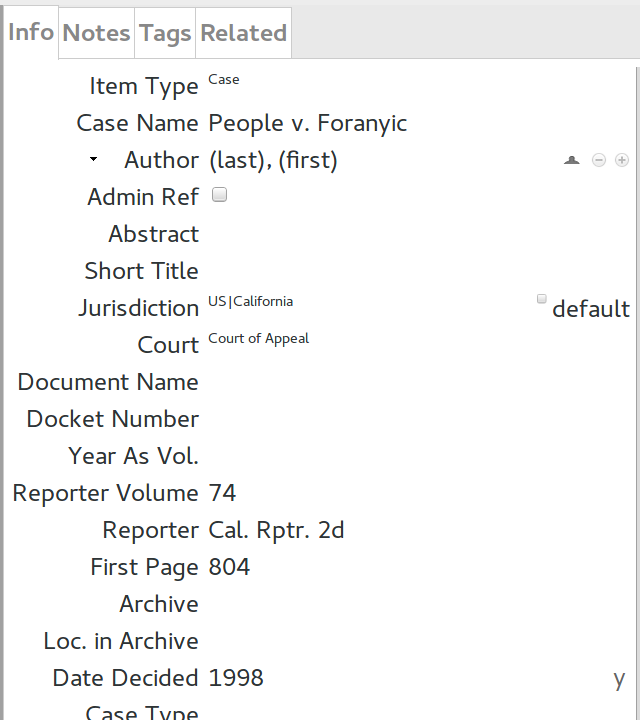 Info Notes Tags Related
Item Type Case
Case Name People v. Foranyic
Author (last), (first)
Admin Ref
Abstract
Short Title
Jurisdiction US|California default
Court Court of Appeal
Document Name
Docket Number
Year As Vol.
Reporter Volume 74
Reporter Cal. Rptr. 2d
First Page 804
Archive
Loc. in Archive
Date Decided 1998 y
Case Type